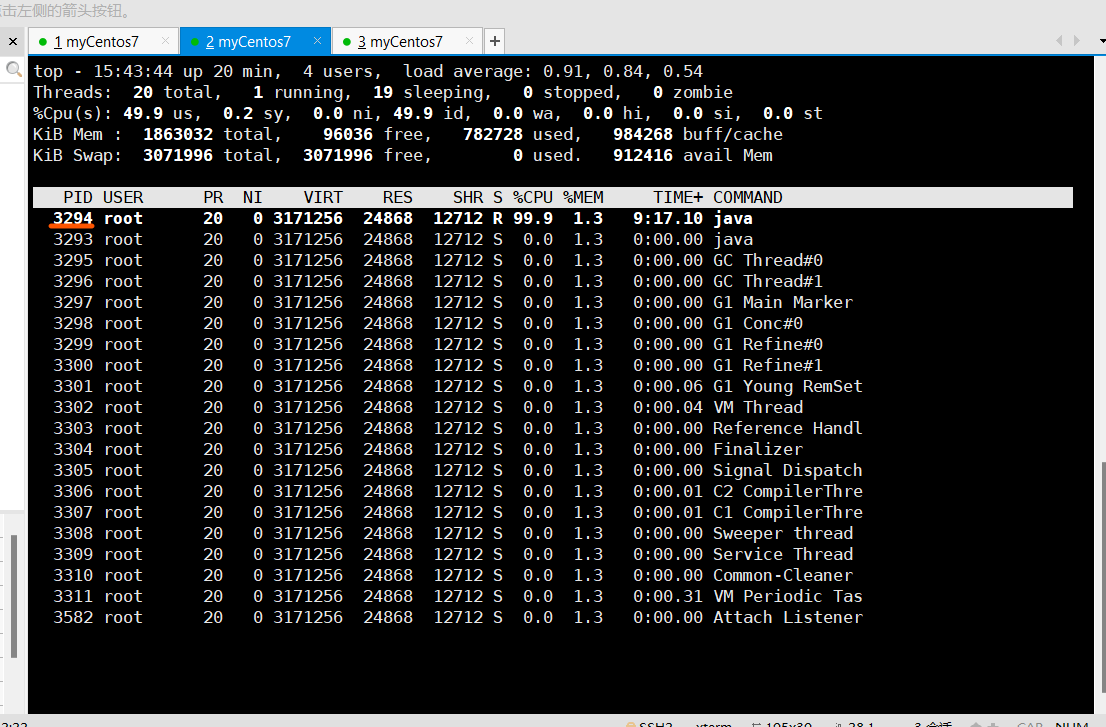 击左侧的箭头按钮。
1 myCentos7
2 myCentos7
3 myCentos7
top - 15:43:44 up 20 min,  4 users,  load average: 0.91, 0.84, 0.54
Threads:  20 total,   1 running,  19 sleeping,   0 stopped,   0 zombie
%Cpu(s): 49.9 us,  0.2 sy,  0.0 ni, 49.9 id,  0.0 wa,  0.0 hi,  0.0 si,  0.0 st
KiB Mem :  1863032 total,    96036 free,   782728 used,   984268 buff/cache
KiB Swap:  3071996 total,  3071996 free,        0 used.   912416 avail Mem
PID USER      PR  NI    VIRT    RES    SHR S %CPU %MEM     TIME+ COMMAND
3294 root      20   0 3171256  24868  12712 R 99.9  1.3   9:17.10 java
3293 root      20   0 3171256  24868  12712 S  0.0  1.3   0:00.00 java
3295 root      20   0 3171256  24868  12712 S  0.0  1.3   0:00.00 GC Thread#0
3296 root      20   0 3171256  24868  12712 S  0.0  1.3   0:00.00 GC Thread#1
3297 root      20   0 3171256  24868  12712 S  0.0  1.3   0:00.00 G1 Main Marker
3298 root      20   0 3171256  24868  12712 S  0.0  1.3   0:00.00 G1 Conc#0
3299 root      20   0 3171256  24868  12712 S  0.0  1.3   0:00.00 G1 Refine#0
3300 root      20   0 3171256  24868  12712 S  0.0  1.3   0:00.00 G1 Refine#1
3301 root      20   0 3171256  24868  12712 S  0.0  1.3   0:00.06 G1 Young RemSet
3302 root      20   0 3171256  24868  12712 S  0.0  1.3   0:00.04 VM Thread
3303 root      20   0 3171256  24868  12712 S  0.0  1.3   0:00.00 Reference Handl
3304 root      20   0 3171256  24868  12712 S  0.0  1.3   0:00.00 Finalizer
3305 root      20   0 3171256  24868  12712 S  0.0  1.3   0:00.00 Signal Dispatch
3306 root      20   0 3171256  24868  12712 S  0.0  1.3   0:00.01 C2 CompilerThre
3307 root      20   0 3171256  24868  12712 S  0.0  1.3   0:00.01 C1 CompilerThre
3308 root      20   0 3171256  24868  12712 S  0.0  1.3   0:00.00 Sweeper thread
3309 root      20   0 3171256  24868  12712 S  0.0  1.3   0:00.00 Service Thread
3310 root      20   0 3171256  24868  12712 S  0.0  1.3   0:00.00 Common-Cleaner
3311 root      20   0 3171256  24868  12712 S  0.0  1.3   0:00.31 VM Periodic Tas
3582 root      20   0 3171256  24868  12712 S  0.0  1.3   0:00.00 Attach Listener
SSH2 xterm 105x30 28,1 3 会话 CAP NUM